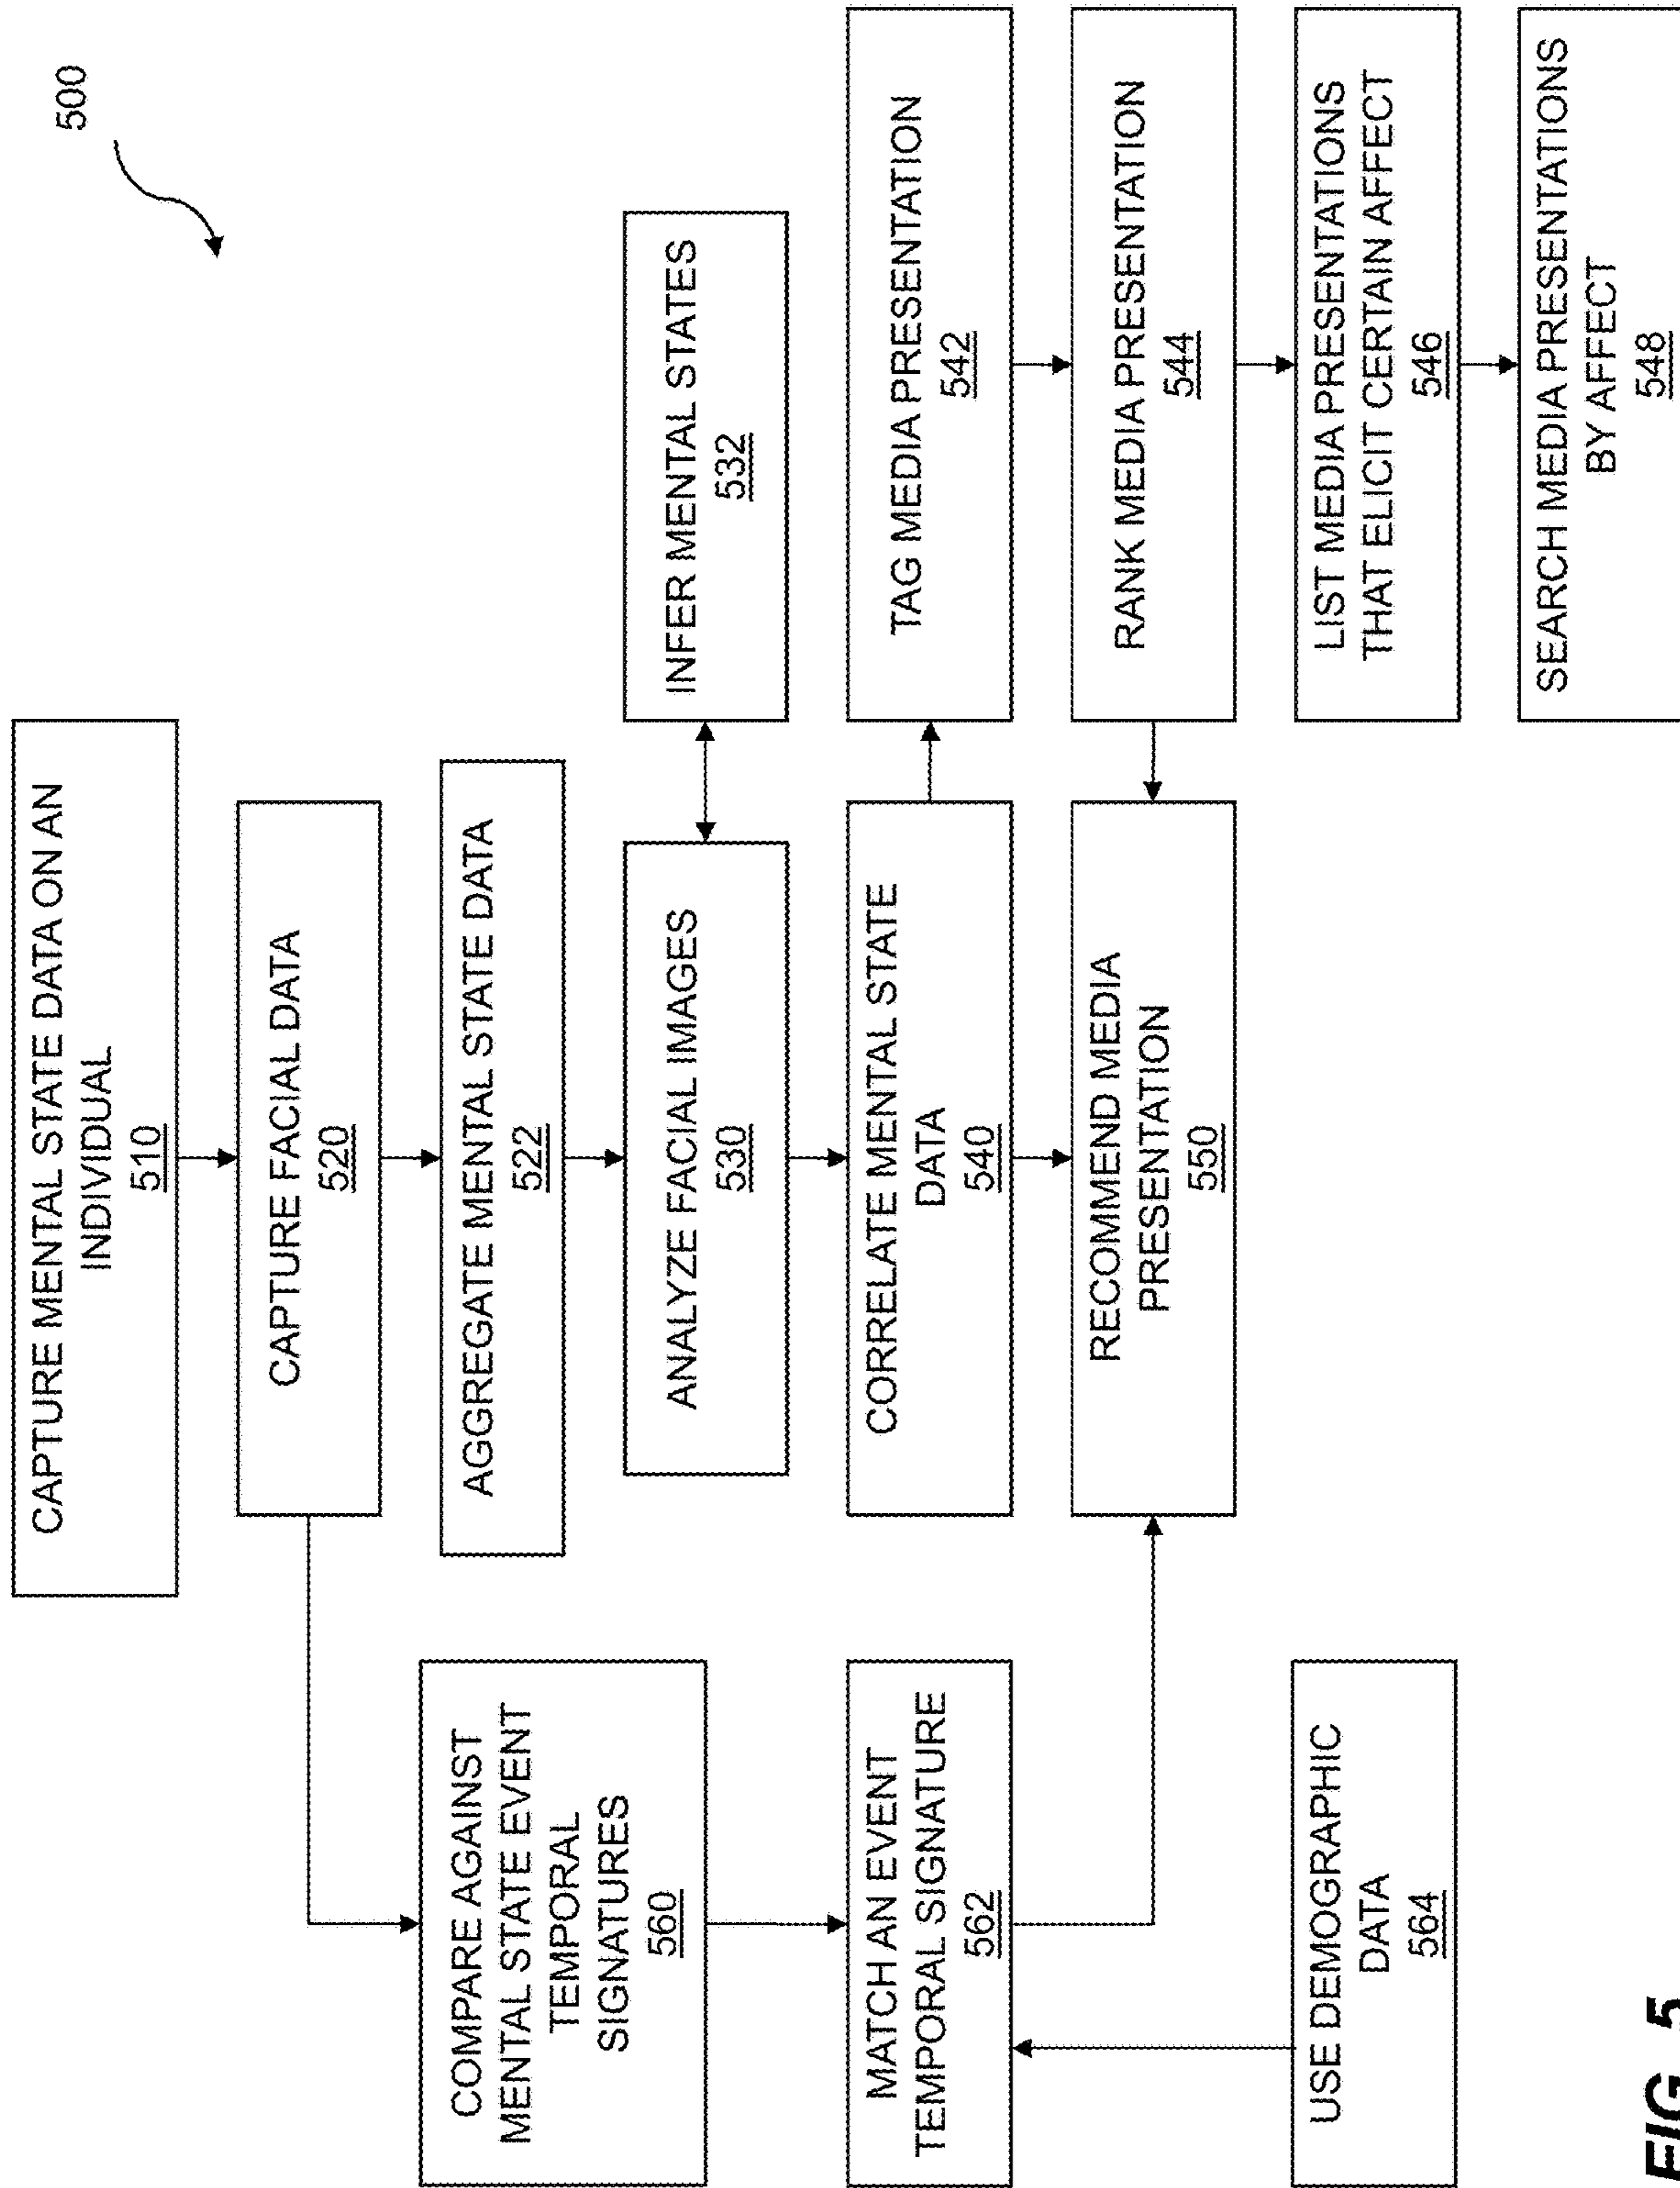 500
CAPTURE MENTAL STATE DATA ON AN
INDIVIDUAL
510
CAPTURE FACIAL DATA
520
AGGREGATE MENTAL STATE DATA
522
ANALYZE FACIAL IMAGES
530
INFER MENTAL STATES
532
CORRELATE MENTAL STATE
DATA
540
TAG MEDIA PRESENTATION
542
RECOMMEND MEDIA
PRESENTATION
550
RANK MEDIA PRESENTATION
544
LIST MEDIA PRESENTATIONS
THAT ELICIT CERTAIN AFFECT
546
SEARCH MEDIA PRESENTATIONS
BY AFFECT
548
COMPARE AGAINST
MENTAL STATE EVENT
TEMPORAL
SIGNATURES
560
MATCH AN EVENT
TEMPORAL SIGNATURE
562
USE DEMOGRAPHIC
DATA
564
FIG. 5